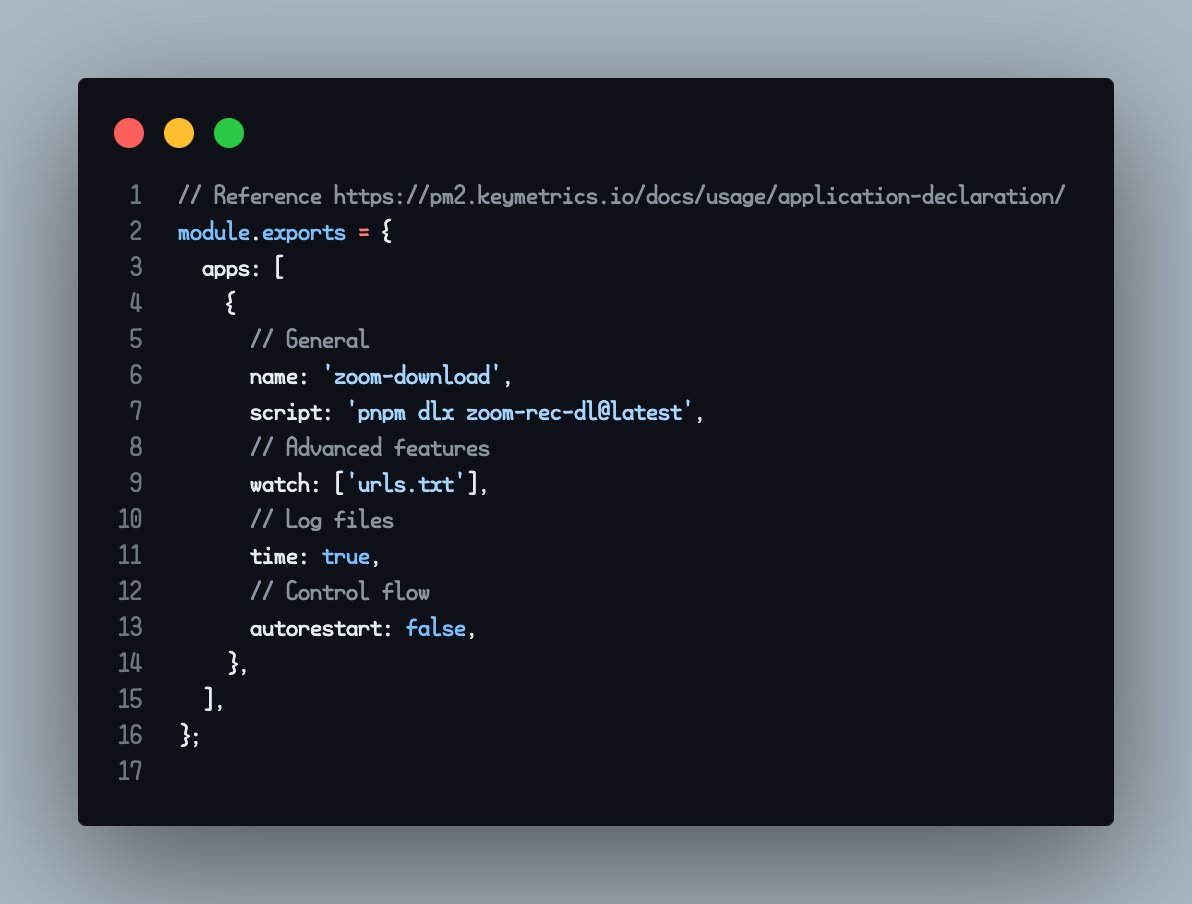 1 // Reference https://pm2.keymetrics.io/docs/usage/application-declaration/
2 module.exports = {
3   apps: [
4     {
5       // General
6       name: 'zoom-download',
7       script: 'pnpm dlx zoom-rec-dl@latest',
8       // Advanced features
9       watch: ['urls.txt'],
10       // Log files
11       time: true,
12       // Control flow
13       autorestart: false,
14     },
15   ],
16 };
17